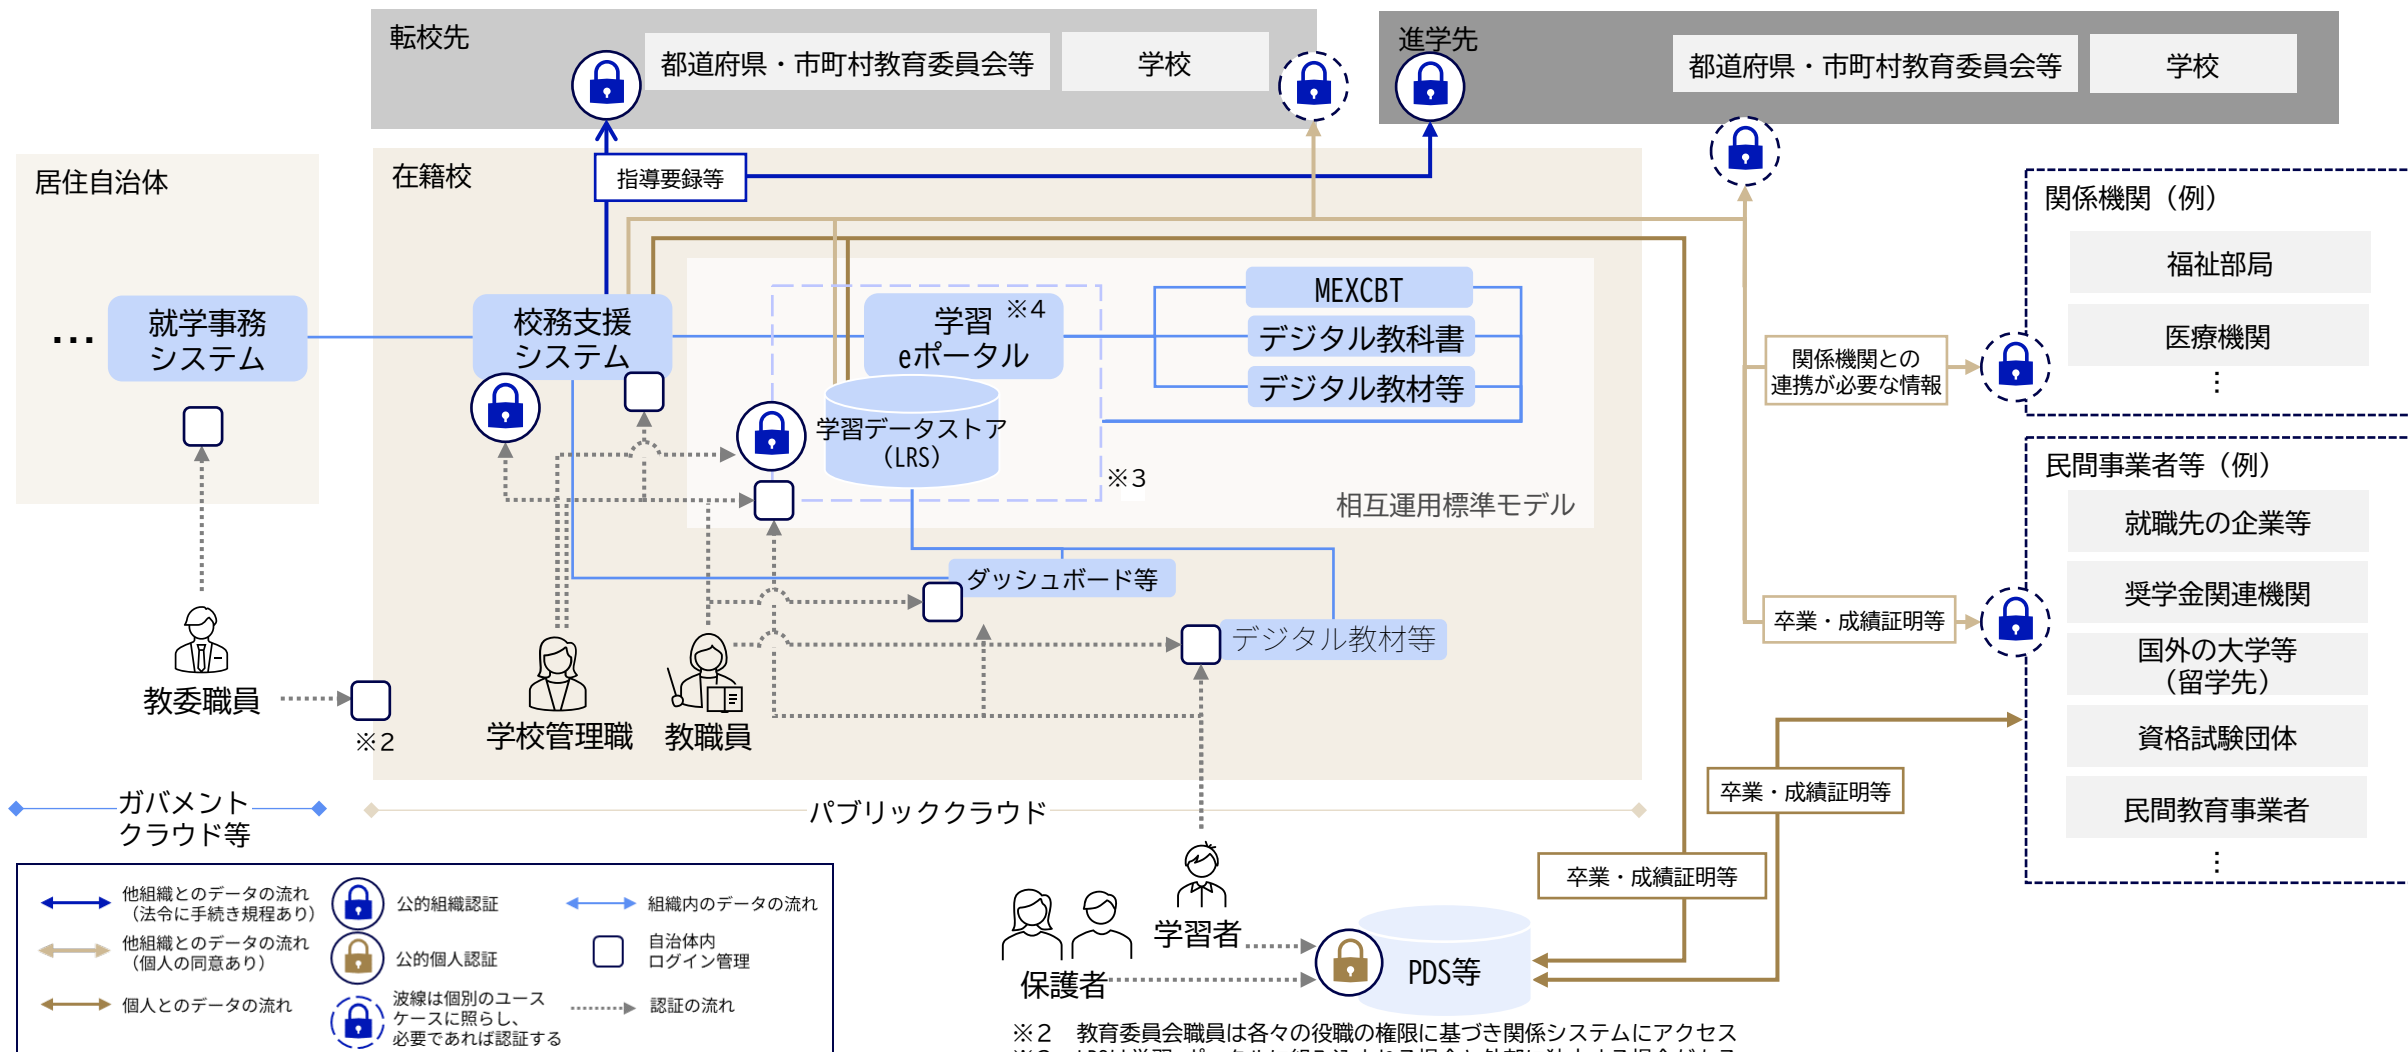 転校先
都道府県・市町村教育委員会等
学校
進学先
都道府県・市町村教育委員会等
学校
居住自治体
在籍校
指導要録等
関係機関（例）
福祉部局
医療機関
⋮
…
就学事務
システム
校務支援
システム
学習 ※4
eポータル
MEXCBT
デジタル教科書
デジタル教材等
学習データストア
（LRS）
※3
相互運用標準モデル
関係機関との
連携が必要な情報
民間事業者等（例）
就職先の企業等
奨学金関連機関
国外の大学等
（留学先）
資格試験団体
民間教育事業者
⋮
ダッシュボード等
デジタル教材等
卒業・成績証明等
教委職員
※2
学校管理職
教職員
ガバメント
クラウド等
パブリッククラウド
卒業・成績証明等
卒業・成績証明等
学習者
保護者
PDS等
他組織とのデータの流れ
（法令に手続き規程あり）
他組織とのデータの流れ
（個人の同意あり）
個人とのデータの流れ
公的組織認証
公的個人認証
波線は個別のユース
ケースに照らし、
必要であれば認証する
組織内のデータの流れ
自治体内
ログイン管理
認証の流れ
※２　教育委員会職員は各々の役職の権限に基づき関係システムにアクセス